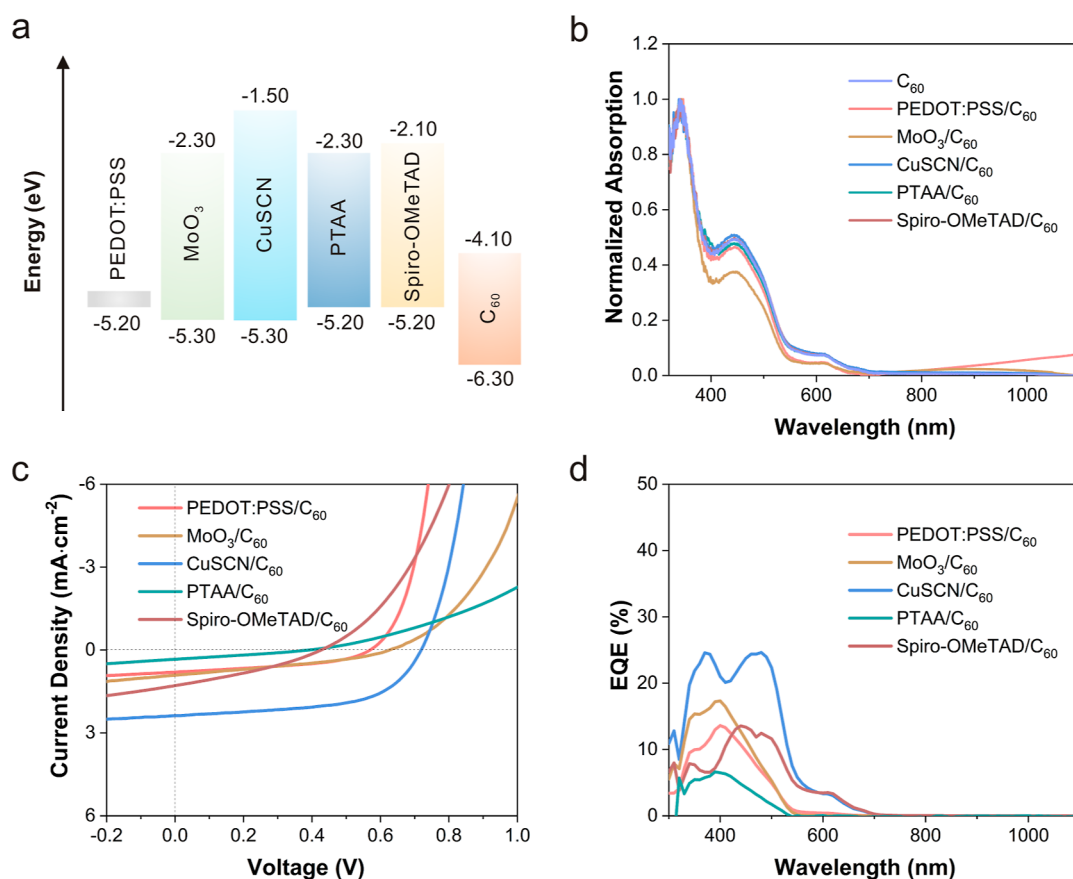 a
Energy (eV)
PEDOT:PSS
-5.20
-2.30
MoO3
-5.30
-1.50
CuSCN
-5.30
-2.30
PTAA
-5.20
-2.10
Spiro-OMeTAD
-5.20
-4.10
C60
-6.30
b
Normalized Absorption
1.2
1.0
0.8
0.6
0.4
0.2
0.0
C60
PEDOT:PSS/C60
MoO3/C60
CuSCN/C60
PTAA/C60
Spiro-OMeTAD/C60
400 600 800 1000
Wavelength (nm)
c
Current Density (mA·cm-2)
-6
-3
0
3
6
PEDOT:PSS/C60
MoO3/C60
CuSCN/C60
PTAA/C60
Spiro-OMeTAD/C60
-0.2 0.0 0.2 0.4 0.6 0.8 1.0
Voltage (V)
d
EQE (%)
50
40
30
20
10
0
PEDOT:PSS/C60
MoO3/C60
CuSCN/C60
PTAA/C60
Spiro-OMeTAD/C60
400 600 800 1000
Wavelength (nm)